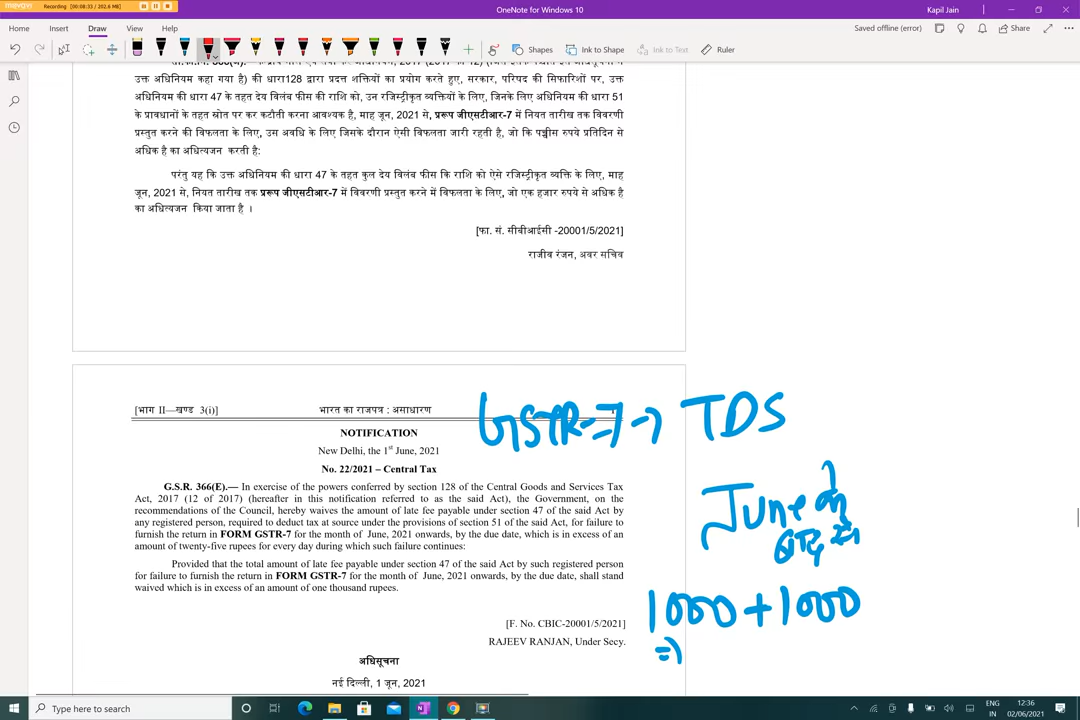 movavi Recording [00:08:33 / 202.6 MB]
OneNote for Windows 10
Kapil Jain
Home Insert Draw View Help
Saved offline (error) Share
Shapes Ink to Shape Ink to Text Ruler
उक्त अधिनियम कहा गया है) की धारा128 द्वारा प्रदत्त शक्तियों का प्रयोग करते हुए, सरकार, परिषद की सिफारिशों पर, उक्त
अधिनियम की धारा 47 के तहत देय विलंब फीस की राशि को, उन रजिस्ट्रीकृत व्यक्तियों के लिए, जिनके लिए अधिनियम की धारा 51
के प्रावधानों के तहत स्रोत पर कर कटौती करना आवश्यक है, माह जून, 2021 से, प्ररूप जीएसटीआर-7 में नियत तारीख तक विवरणी
प्रस्तुत करने की विफलता के लिए, उस अवधि के लिए जिसके दौरान ऐसी विफलता जारी रहती है, जो कि पच्चीस रुपये प्रतिदिन से
अधिक है का अधित्यजन करती है:
परंतु यह कि उक्त अधिनियम की धारा 47 के तहत कुल देय विलंब फीस कि राशि को ऐसे रजिस्ट्रीकृत व्यक्ति के लिए, माह
जून, 2021 से, नियत तारीख तक प्ररूप जीएसटीआर-7 में विवरणी प्रस्तुत करने में विफलता के लिए, जो एक हजार रुपये से अधिक है
का अधित्यजन किया जाता है ।
[फा. सं. सीबीआईसी -20001/5/2021]
राजीव रंजन, अवर सचिव
[भाग II—खण्ड 3(i)] भारत का राजपत्र : असाधारण
GSTR-7 → TDS
NOTIFICATION
New Delhi, the 1st June, 2021
No. 22/2021 – Central Tax
G.S.R. 366(E).— In exercise of the powers conferred by section 128 of the Central Goods and Services Tax
Act, 2017 (12 of 2017) (hereafter in this notification referred to as the said Act), the Government, on the
recommendations of the Council, hereby waives the amount of late fee payable under section 47 of the said Act by
any registered person, required to deduct tax at source under the provisions of section 51 of the said Act, for failure to
furnish the return in FORM GSTR-7 for the month of June, 2021 onwards, by the due date, which is in excess of an
amount of twenty-five rupees for every day during which such failure continues:
June
Provided that the total amount of late fee payable under section 47 of the said Act by such registered person
for failure to furnish the return in FORM GSTR-7 for the month of June, 2021 onwards, by the due date, shall stand
waived which is in excess of an amount of one thousand rupees.
1000 + 1000
⇒
[F. No. CBIC-20001/5/2021]
RAJEEV RANJAN, Under Secy.
अधिसूचना
नई दिल्ली, 1 जून, 2021
Type here to search
ENG IN
12:36
02/06/2021